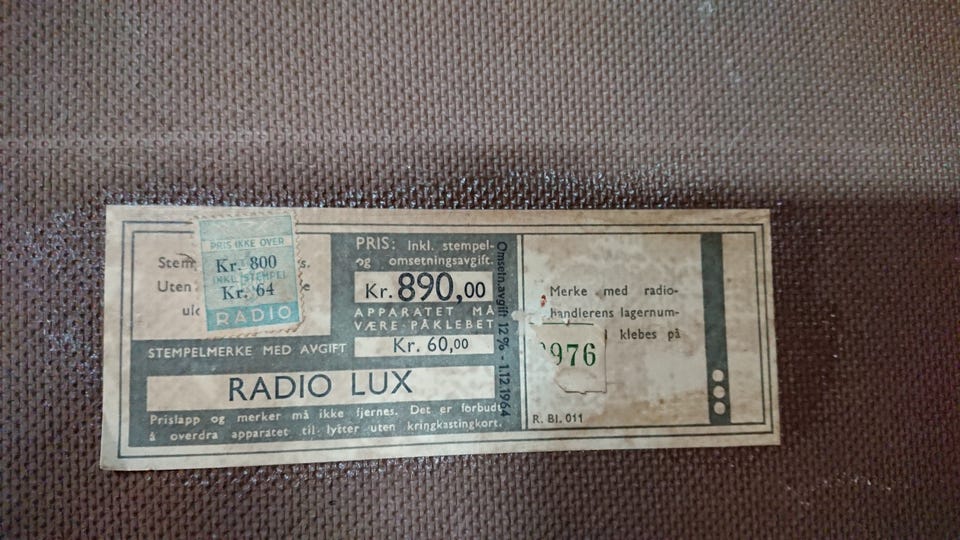 Stem
Uten
ulo
PRIS IKKE OVER
Kr. 800
INKL. STEMPEL
Kr. 64
RADIO
STEMPELMERKE MED AVGIFT
PRIS: Inkl. stempel-
og omsetningsavgift.
Kr. 890,00
APPARATET MÅ
VÆRE PÅKLEBET
Kr. 60,00
RADIO LUX
Prislapp og merker må ikke fjernes. Det er forbudt
å overdra apparatet til lytter uten kringkastingkort.
Omsetn.avgift 12% - 1.12.1964
Merke med radio-
handlerens lagernum-
klebes på
976
R. Bl. 011